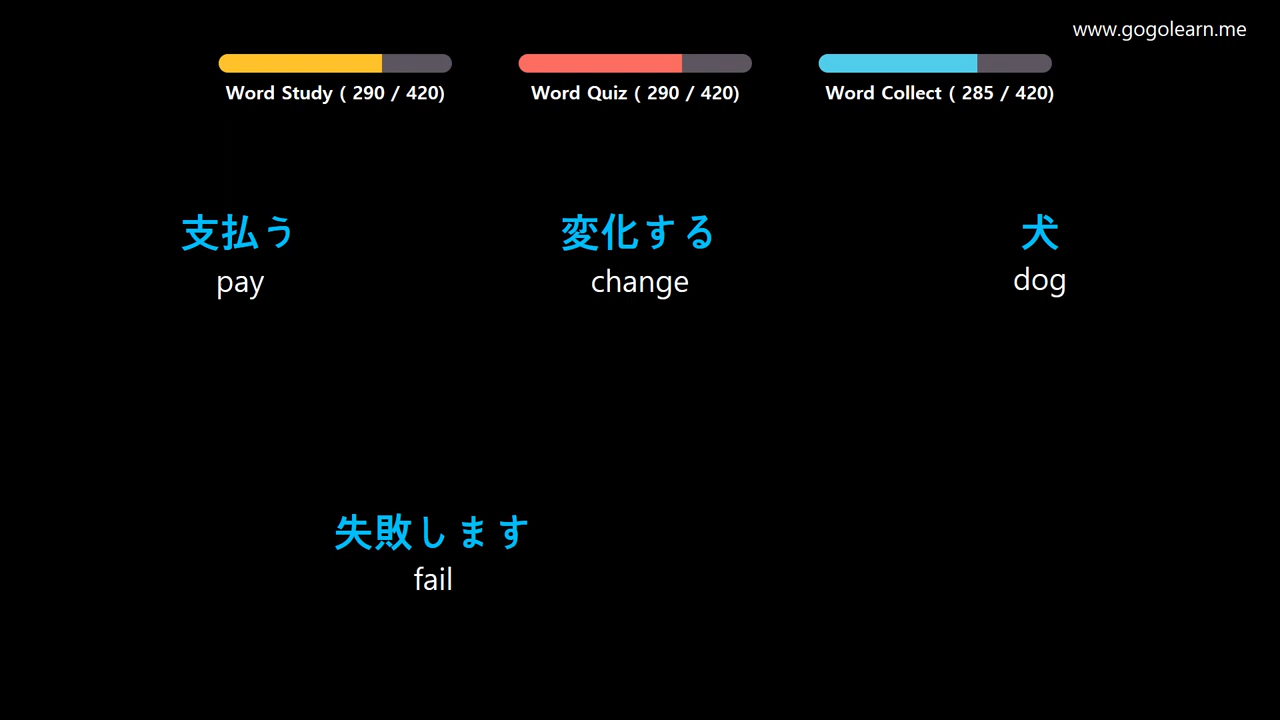 www.gogolearn.me
Word Study ( 290 / 420)
Word Quiz ( 290 / 420)
Word Collect ( 285 / 420)
支払う
pay
変化する
change
犬
dog
失敗します
fail